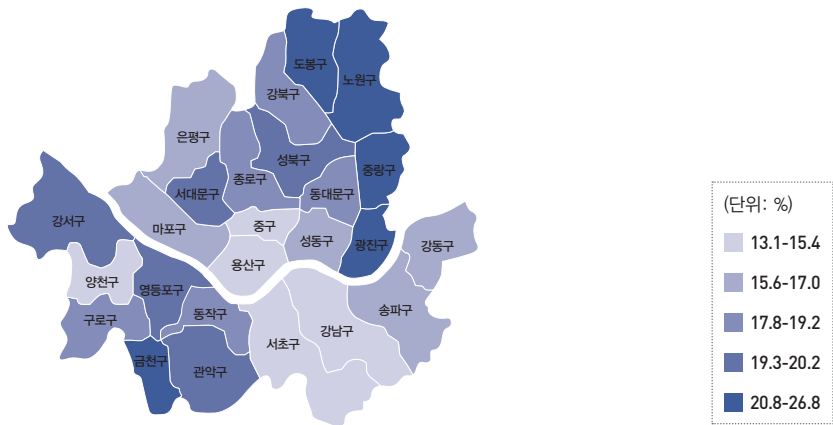 도봉구
노원구
강북구
은평구
성북구
중랑구
종로구
서대문구
동대문구
강서구
마포구
중구
성동구
광진구
강동구
용산구
양천구
영등포구
송파구
구로구
동작구
강남구
서초구
금천구
관악구
(단위: %)
13.1-15.4
15.6-17.0
17.8-19.2
19.3-20.2
20.8-26.8